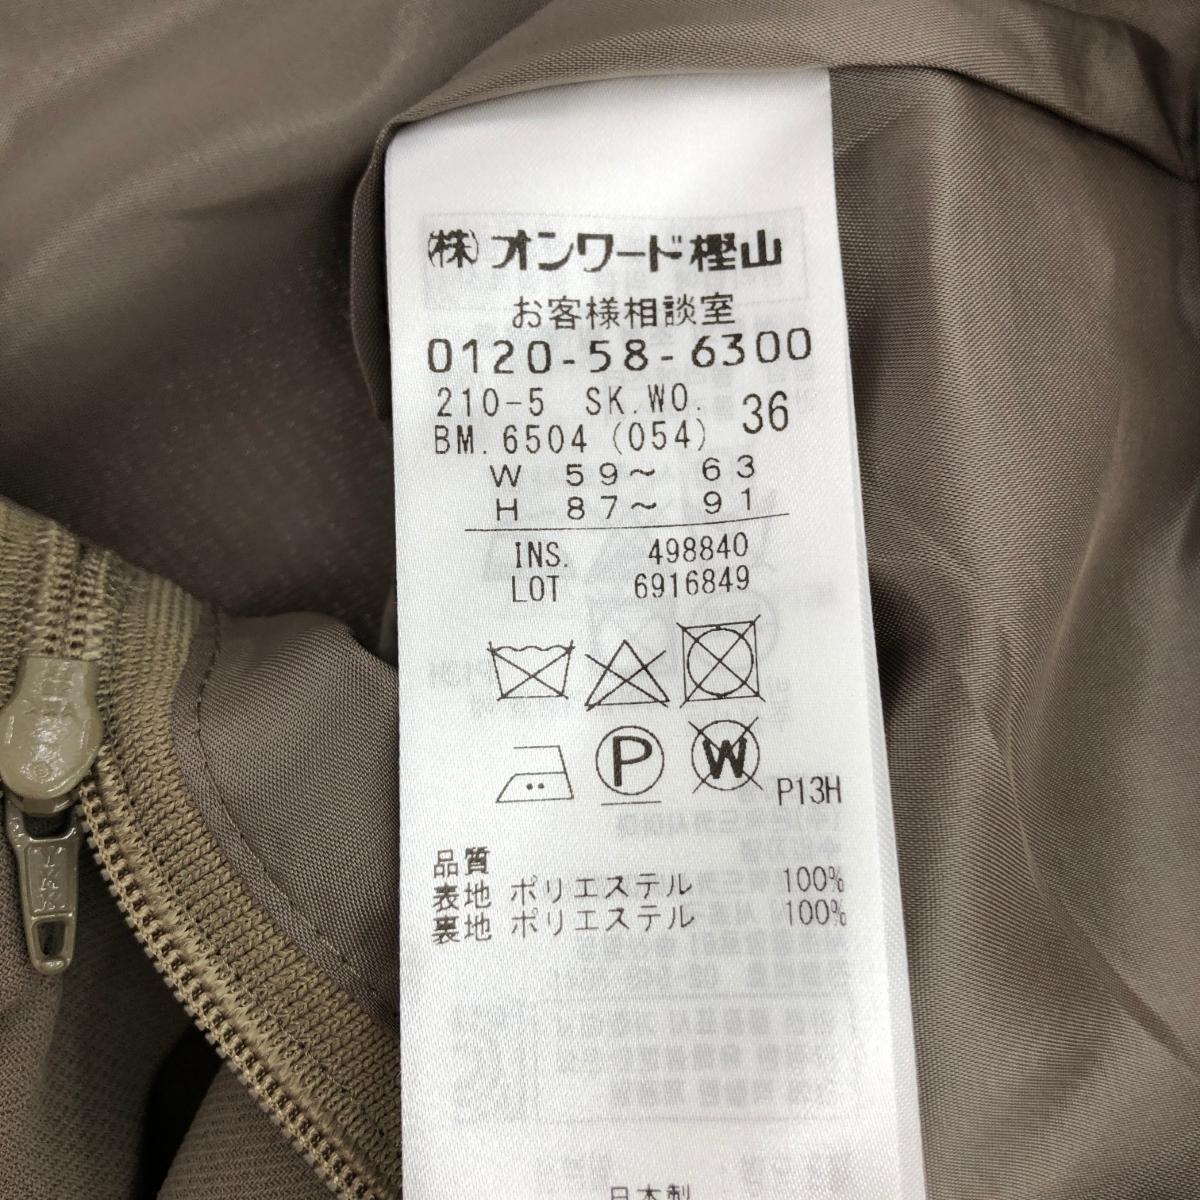 (株)オンワード樫山
お客様相談室
0120-58-6300
210-5 SK.WO. 36
BM.6504 (054)
W 59~ 63
H 87~ 91
INS. 498840
LOT 6916849
P W P13H
品質
表地 ポリエステル 100%
裏地 ポリエステル 100%
日本製
YKK